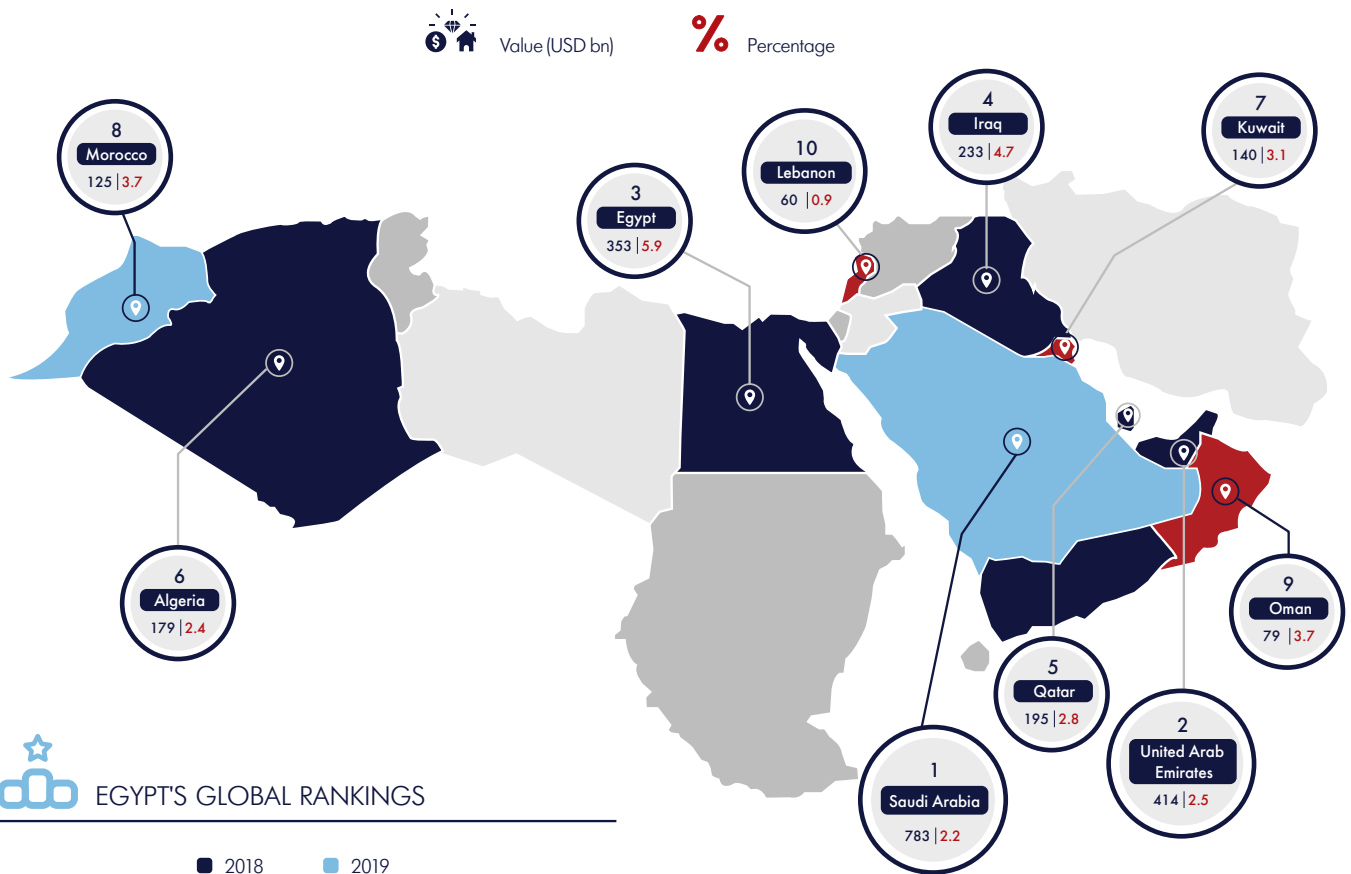 Value (USD bn)
% Percentage
8
Morocco
125 | 3.7
3
Egypt
353 | 5.9
10
Lebanon
60 | 0.9
4
Iraq
233 | 4.7
7
Kuwait
140 | 3.1
6
Algeria
179 | 2.4
9
Oman
79 | 3.7
5
Qatar
195 | 2.8
2
United Arab
Emirates
414 | 2.5
1
Saudi Arabia
783 | 2.2
EGYPT'S GLOBAL RANKINGS
2018
2019